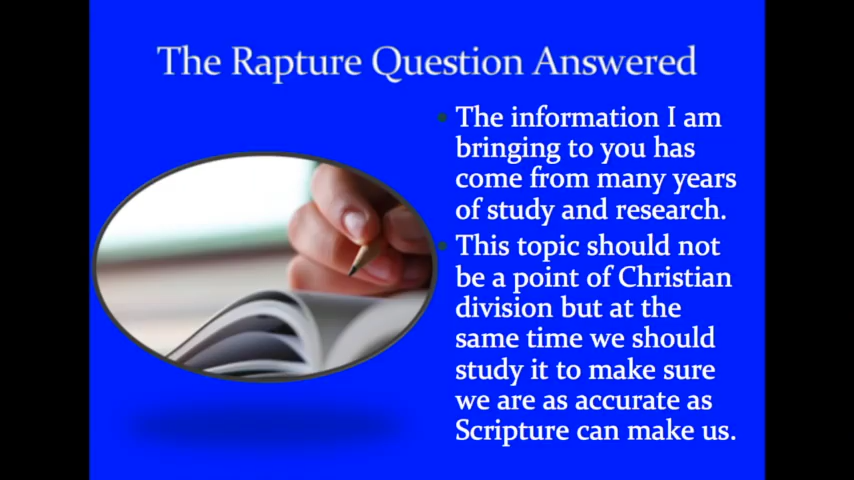 The Rapture Question Answered
• The information I am
bringing to you has
come from many years
of study and research.
• This topic should not
be a point of Christian
division but at the
same time we should
study it to make sure
we are as accurate as
Scripture can make us.